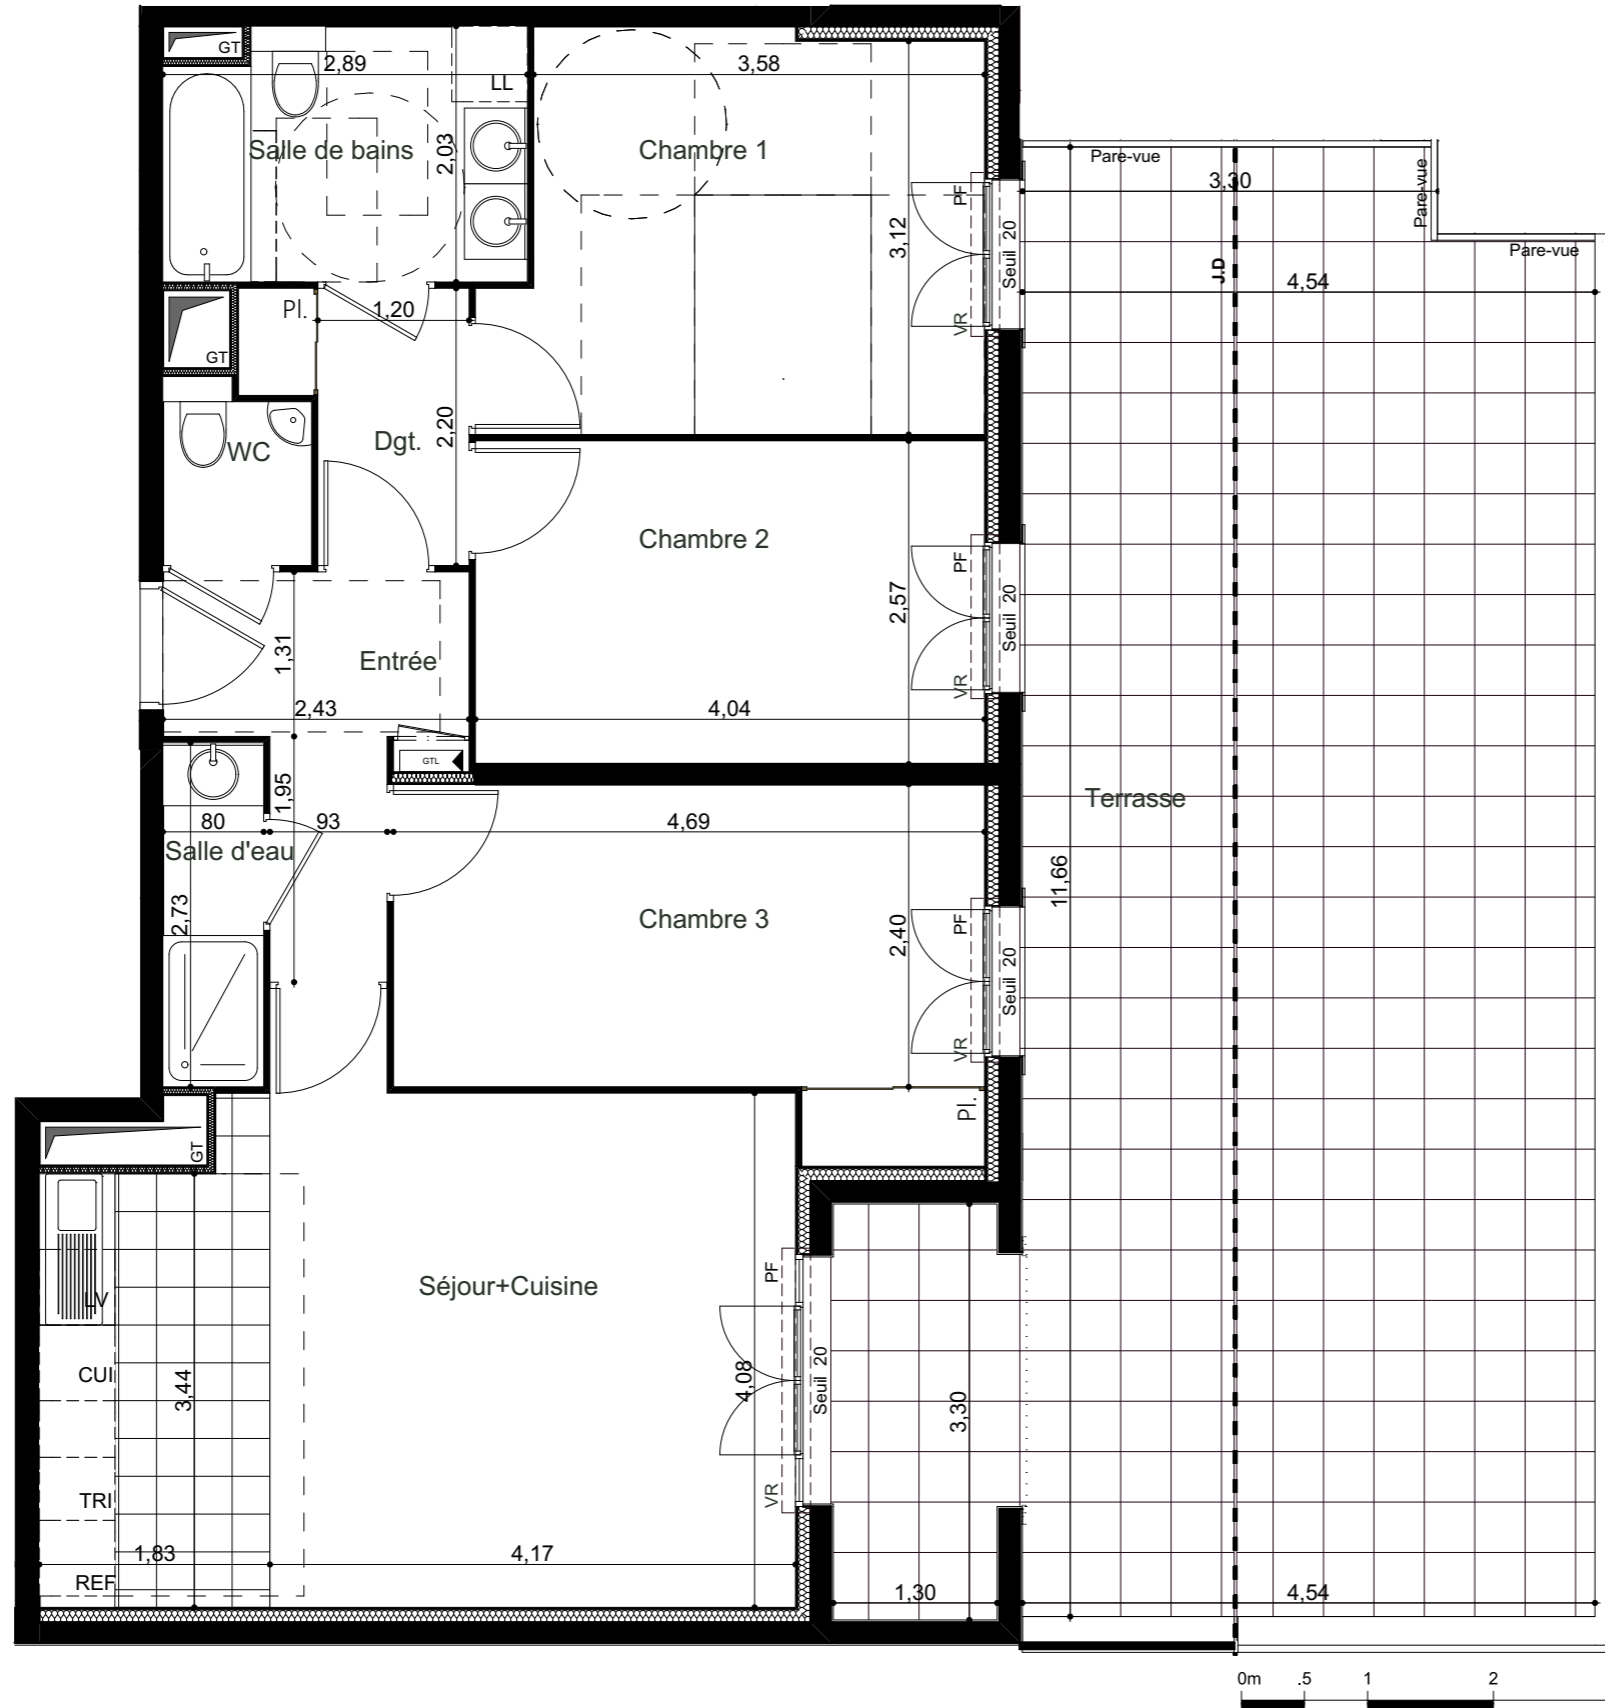 GT
2,89
LL
3,58
Salle de bains
2,03
Chambre 1
Pare-vue
3,30
Pare-vue
Pare-vue
PF
3,12
Seuil 20
VR
J.D
4,54
Pl.
1,20
GT
2,20
Dgt.
WC
Chambre 2
PF
2,57
Seuil 20
VR
1,31
Entrée
2,43
4,04
GTL
1,95
80
93
4,69
Salle d'eau
Terrasse
11,66
2,73
Chambre 3
PF
2,40
Seuil 20
VR
Pl.
GT
Séjour+Cuisine
PF
LV
Seuil 20
CUI
3,44
4,08
3,30
VR
TRI
1,83
4,17
REF
1,30
4,54
0m .5 1 2